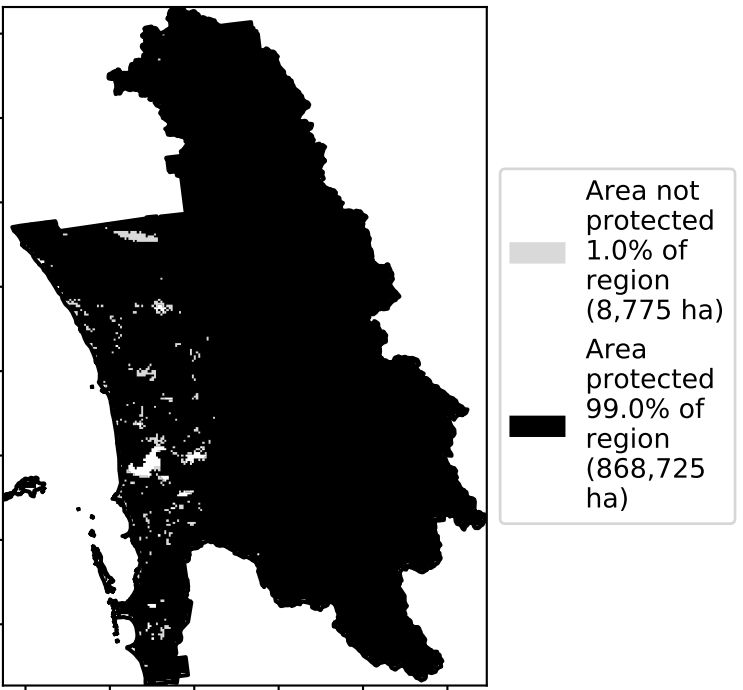 Area not
protected
1.0% of
region
(8,775 ha)
Area
protected
99.0% of
region
(868,725
ha)